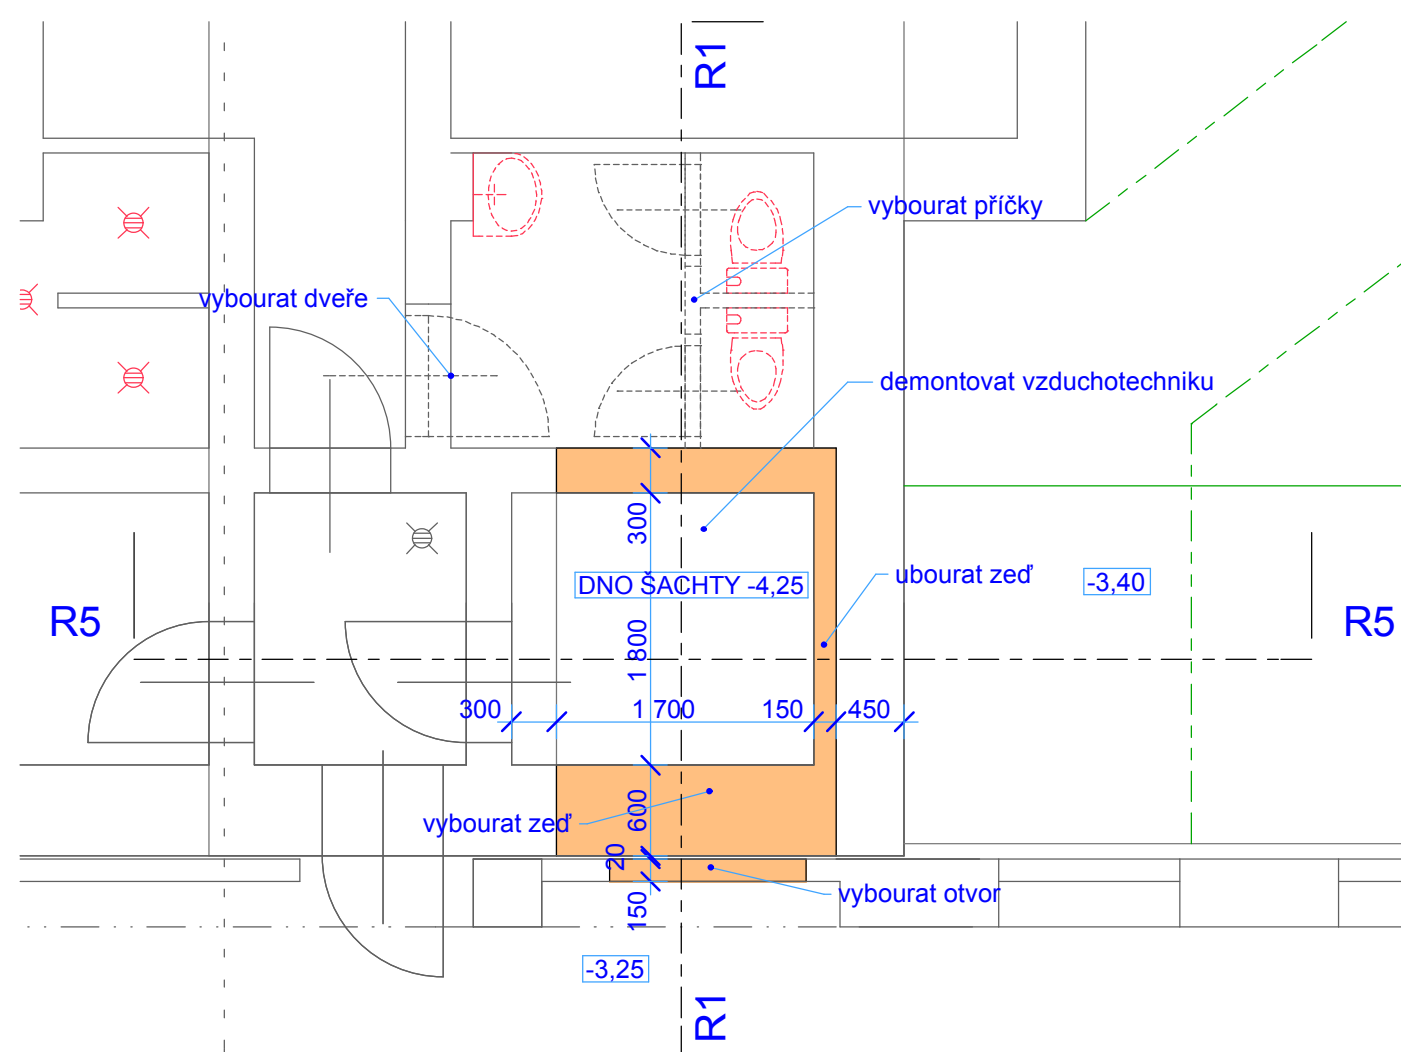 R1
vybourat příčky
vybourat dveře
demontovat vzduchotechniku
300
DNO ŠACHTY -4,25
ubourat zeď
-3,40
R5
R5
1 800
300
1 700
150
450
600
vybourat zeď
20
150
vybourat otvor
-3,25
R1